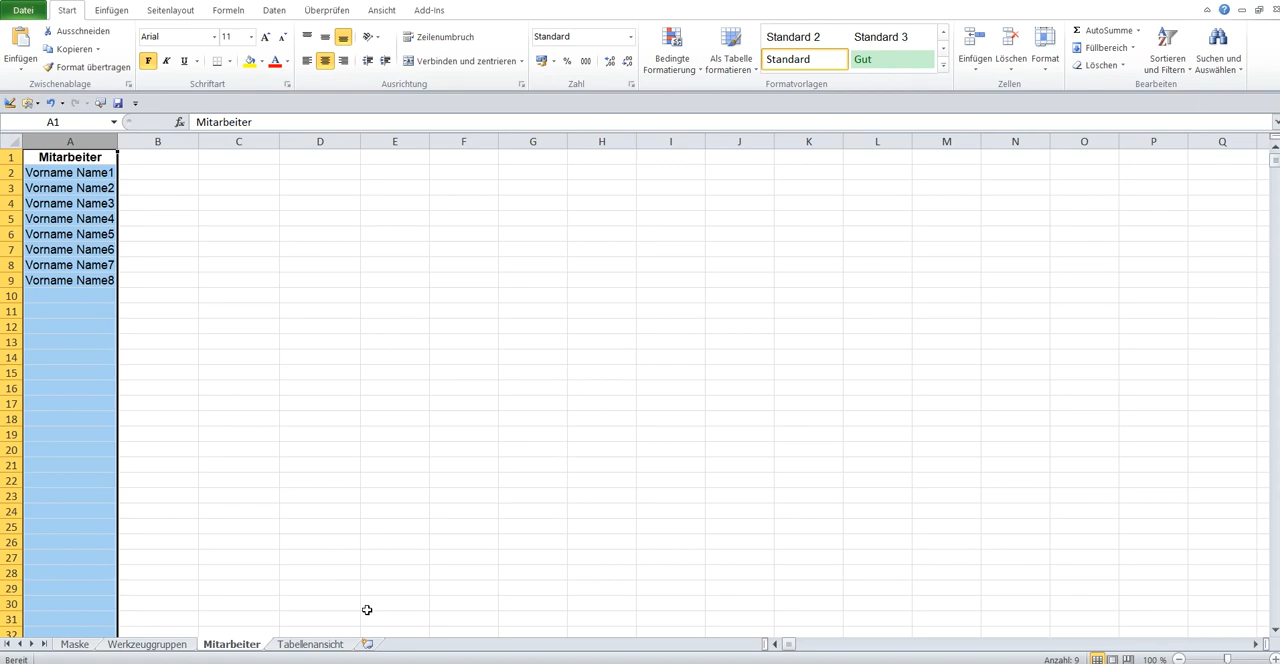 Datei Start Einfügen Seitenlayout Formeln Daten Überprüfen Ansicht Add-Ins
Ausschneiden
Kopieren
Format übertragen
Einfügen
Zwischenablage
Arial 11
F K U A
Schriftart
Zeilenumbruch
Verbinden und zentrieren
Ausrichtung
Standard
% 000
Zahl
Bedingte Formatierung
Als Tabelle formatieren
Standard 2 Standard 3
Standard Gut
Formatvorlagen
Einfügen Löschen Format
Zellen
Σ AutoSumme
Füllbereich
Löschen
Sortieren und Filtern
Suchen und Auswählen
Bearbeiten
A1 fx Mitarbeiter
A B C D E F G H I J K L M N O P Q
1 Mitarbeiter
2 Vorname Name1
3 Vorname Name2
4 Vorname Name3
5 Vorname Name4
6 Vorname Name5
7 Vorname Name6
8 Vorname Name7
9 Vorname Name8
10
11
12
13
14
15
16
17
18
19
20
21
22
23
24
25
26
27
28
29
30
31
32
Maske Werkzeuggruppen Mitarbeiter Tabellenansicht
Bereit Anzahl: 9 100 %